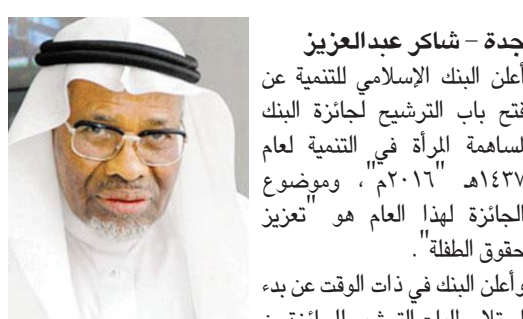 جدة – شاكر عبدالعزيز
أعلن البنك الإسلامي للتنمية عن
فتح باب الترشيح لجائزة البنك
لساهمة المرأة في التنمية لعام
١٤٣٧هـ "٢٠١٦م"، وموضوع
الجائزة لهذا العام هو "تعزيز
حقوق الطفلة".
وأعلن البنك في ذات الوقت عن بدء